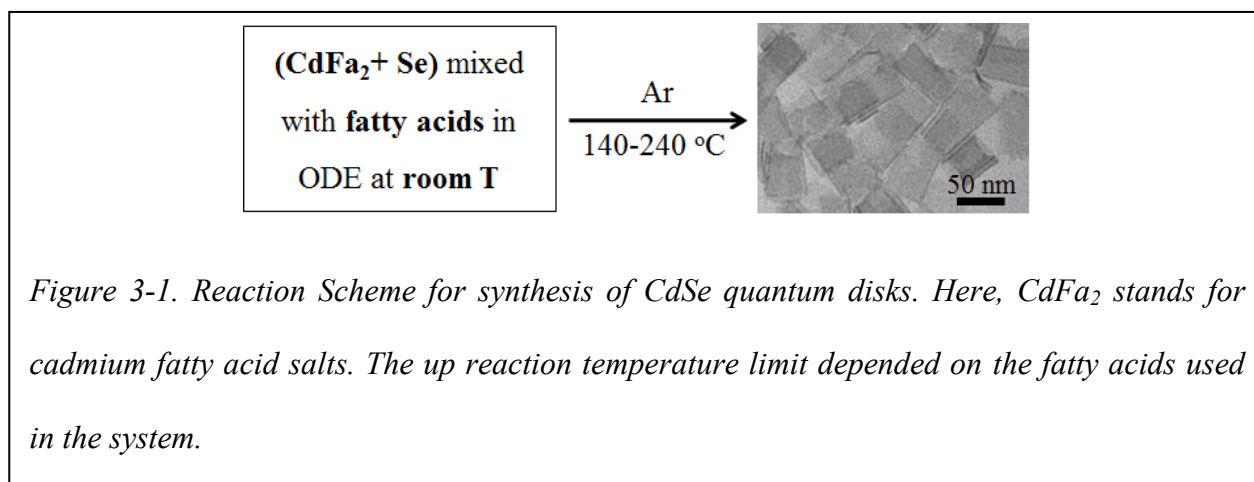 (CdFa₂+ Se) mixed
with fatty acids in
ODE at room T
Ar
140-240 °C
50 nm
Figure 3-1. Reaction Scheme for synthesis of CdSe quantum disks. Here, CdFa₂ stands for
cadmium fatty acid salts. The up reaction temperature limit depended on the fatty acids used
in the system.